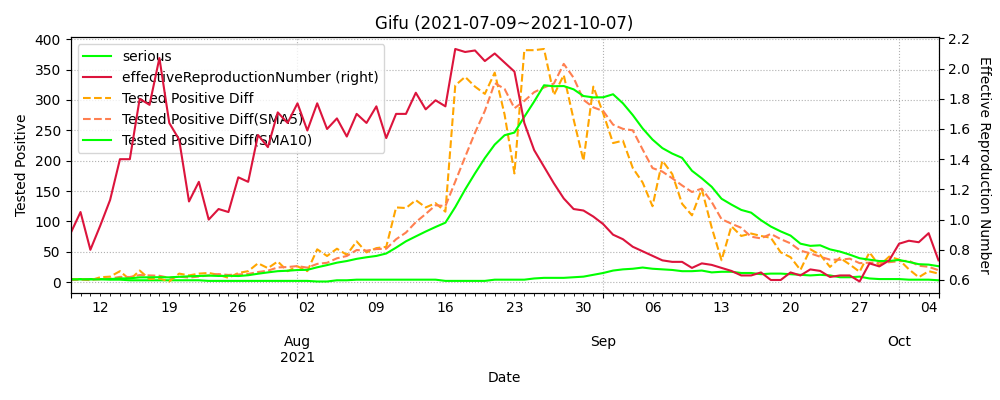 Gifu (2021-07-09~2021-10-07)
serious
effectiveReproductionNumber (right)
Tested Positive Diff
Tested Positive Diff(SMA5)
Tested Positive Diff(SMA10)
Tested Positive
400
350
300
250
200
150
100
50
0
2.2
2.0
1.8
1.6
1.4
1.2
1.0
0.8
0.6
Effective Reproduction Number
12 19 26 02 09 16 23 30 06 13 20 27 04
Aug Sep Oct
2021
Date